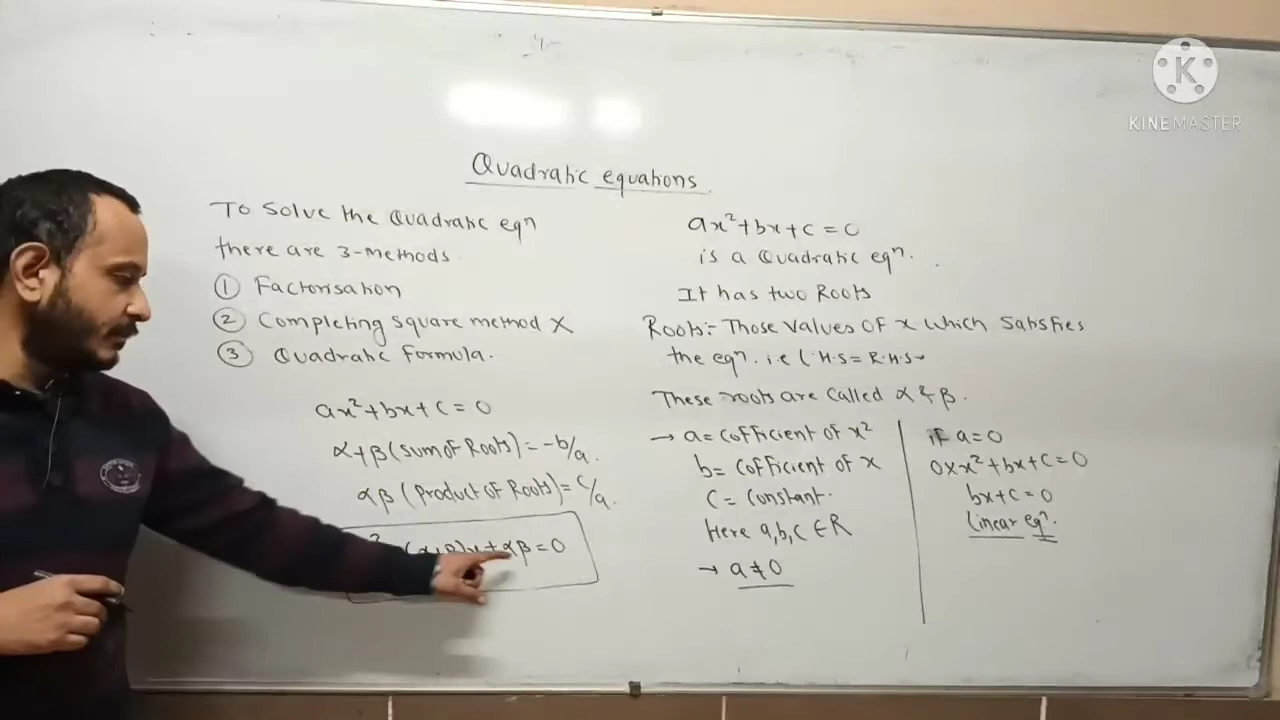 K
KINEMASTER
Quadratic equations.
To Solve the Quadratic eqn
there are 3-methods.
① Factorisation
② Completing square method X
③ Quadratic Formula.
ax²+bx+c=0
α+β (sum of Roots) = -b/a.
αβ (product of Roots) = c/a.
+αβ=0
ax²+bx+c=0
is a Quadratic eqn.
It has two Roots
Roots:- Those values of x which satisfies
the eqn. i.e L.H.S = R.H.S
These roots are called α & β.
→ a = cofficient of x²
b = cofficient of x
c = constant.
Here a,b,c ∈ R
→ a ≠ 0
if a=0
0×x²+bx+c=0
bx+c=0
linear eqn.